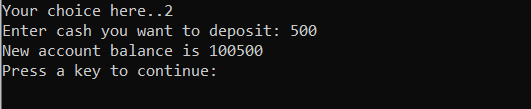 Your choice here..2
Enter cash you want to deposit: 500
New account balance is 100500
Press a key to continue: